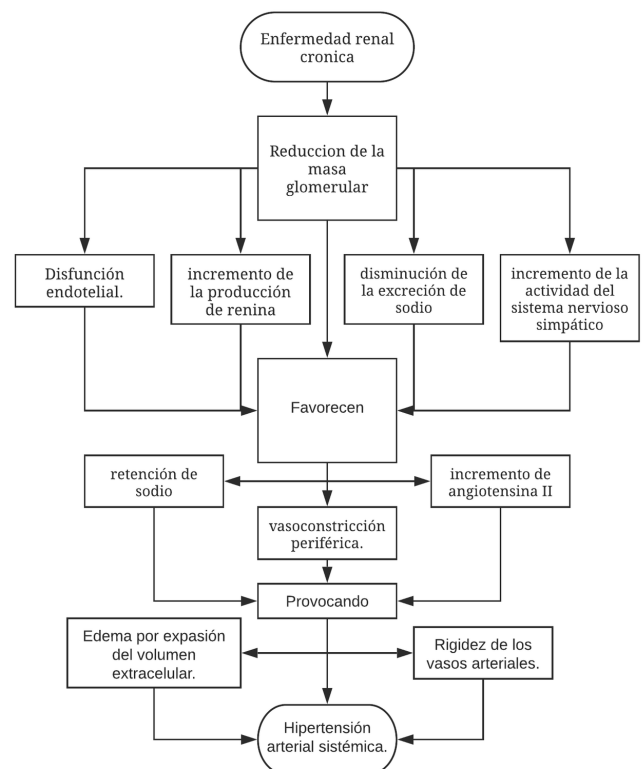 Enfermedad renal
cronica
Reduccion de la
masa
glomerular
Disfunción
endotelial.
incremento de
la producción
de renina
disminución de
la excreción de
sodio
incremento de la
actividad del
sistema nervioso
simpático
Favorecen
retención de
sodio
incremento de
angiotensina II
vasoconstricción
periférica.
Provocando
Edema por expasión
del volumen
extracelular.
Rigidez de los
vasos arteriales.
Hipertensión
arterial sistémica.